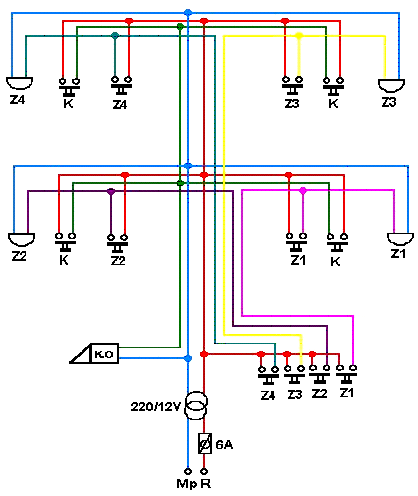 Z4 K Z4 Z3 K Z3
Z2 K Z2 Z1 K Z1
K.O
Z4 Z3 Z2 Z1
220/12V
6A
Mp R